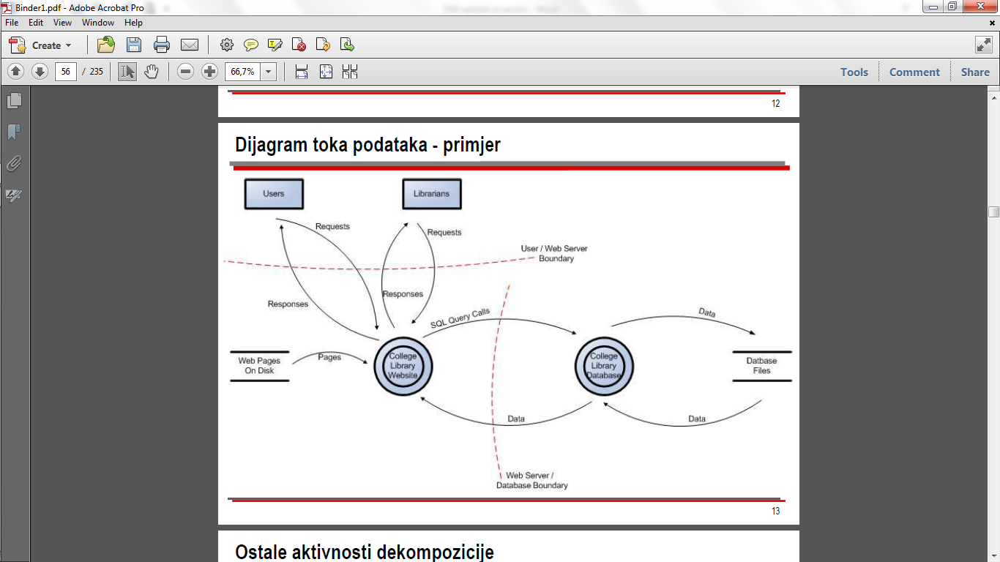 Binder1.pdf - Adobe Acrobat Pro
File Edit View Window Help
Create
56 / 235
66,7%
Tools Comment Share
12
Dijagram toka podataka - primjer
Users
Librarians
Requests
Requests
User / Web Server
Boundary
Responses
Responses
SQL Query Calls
Data
Web Pages
On Disk
Pages
College
Library
Website
College
Library
Database
Datbase
Files
Data
Data
Web Server /
Database Boundary
13
Ostale aktivnosti dekompozicije